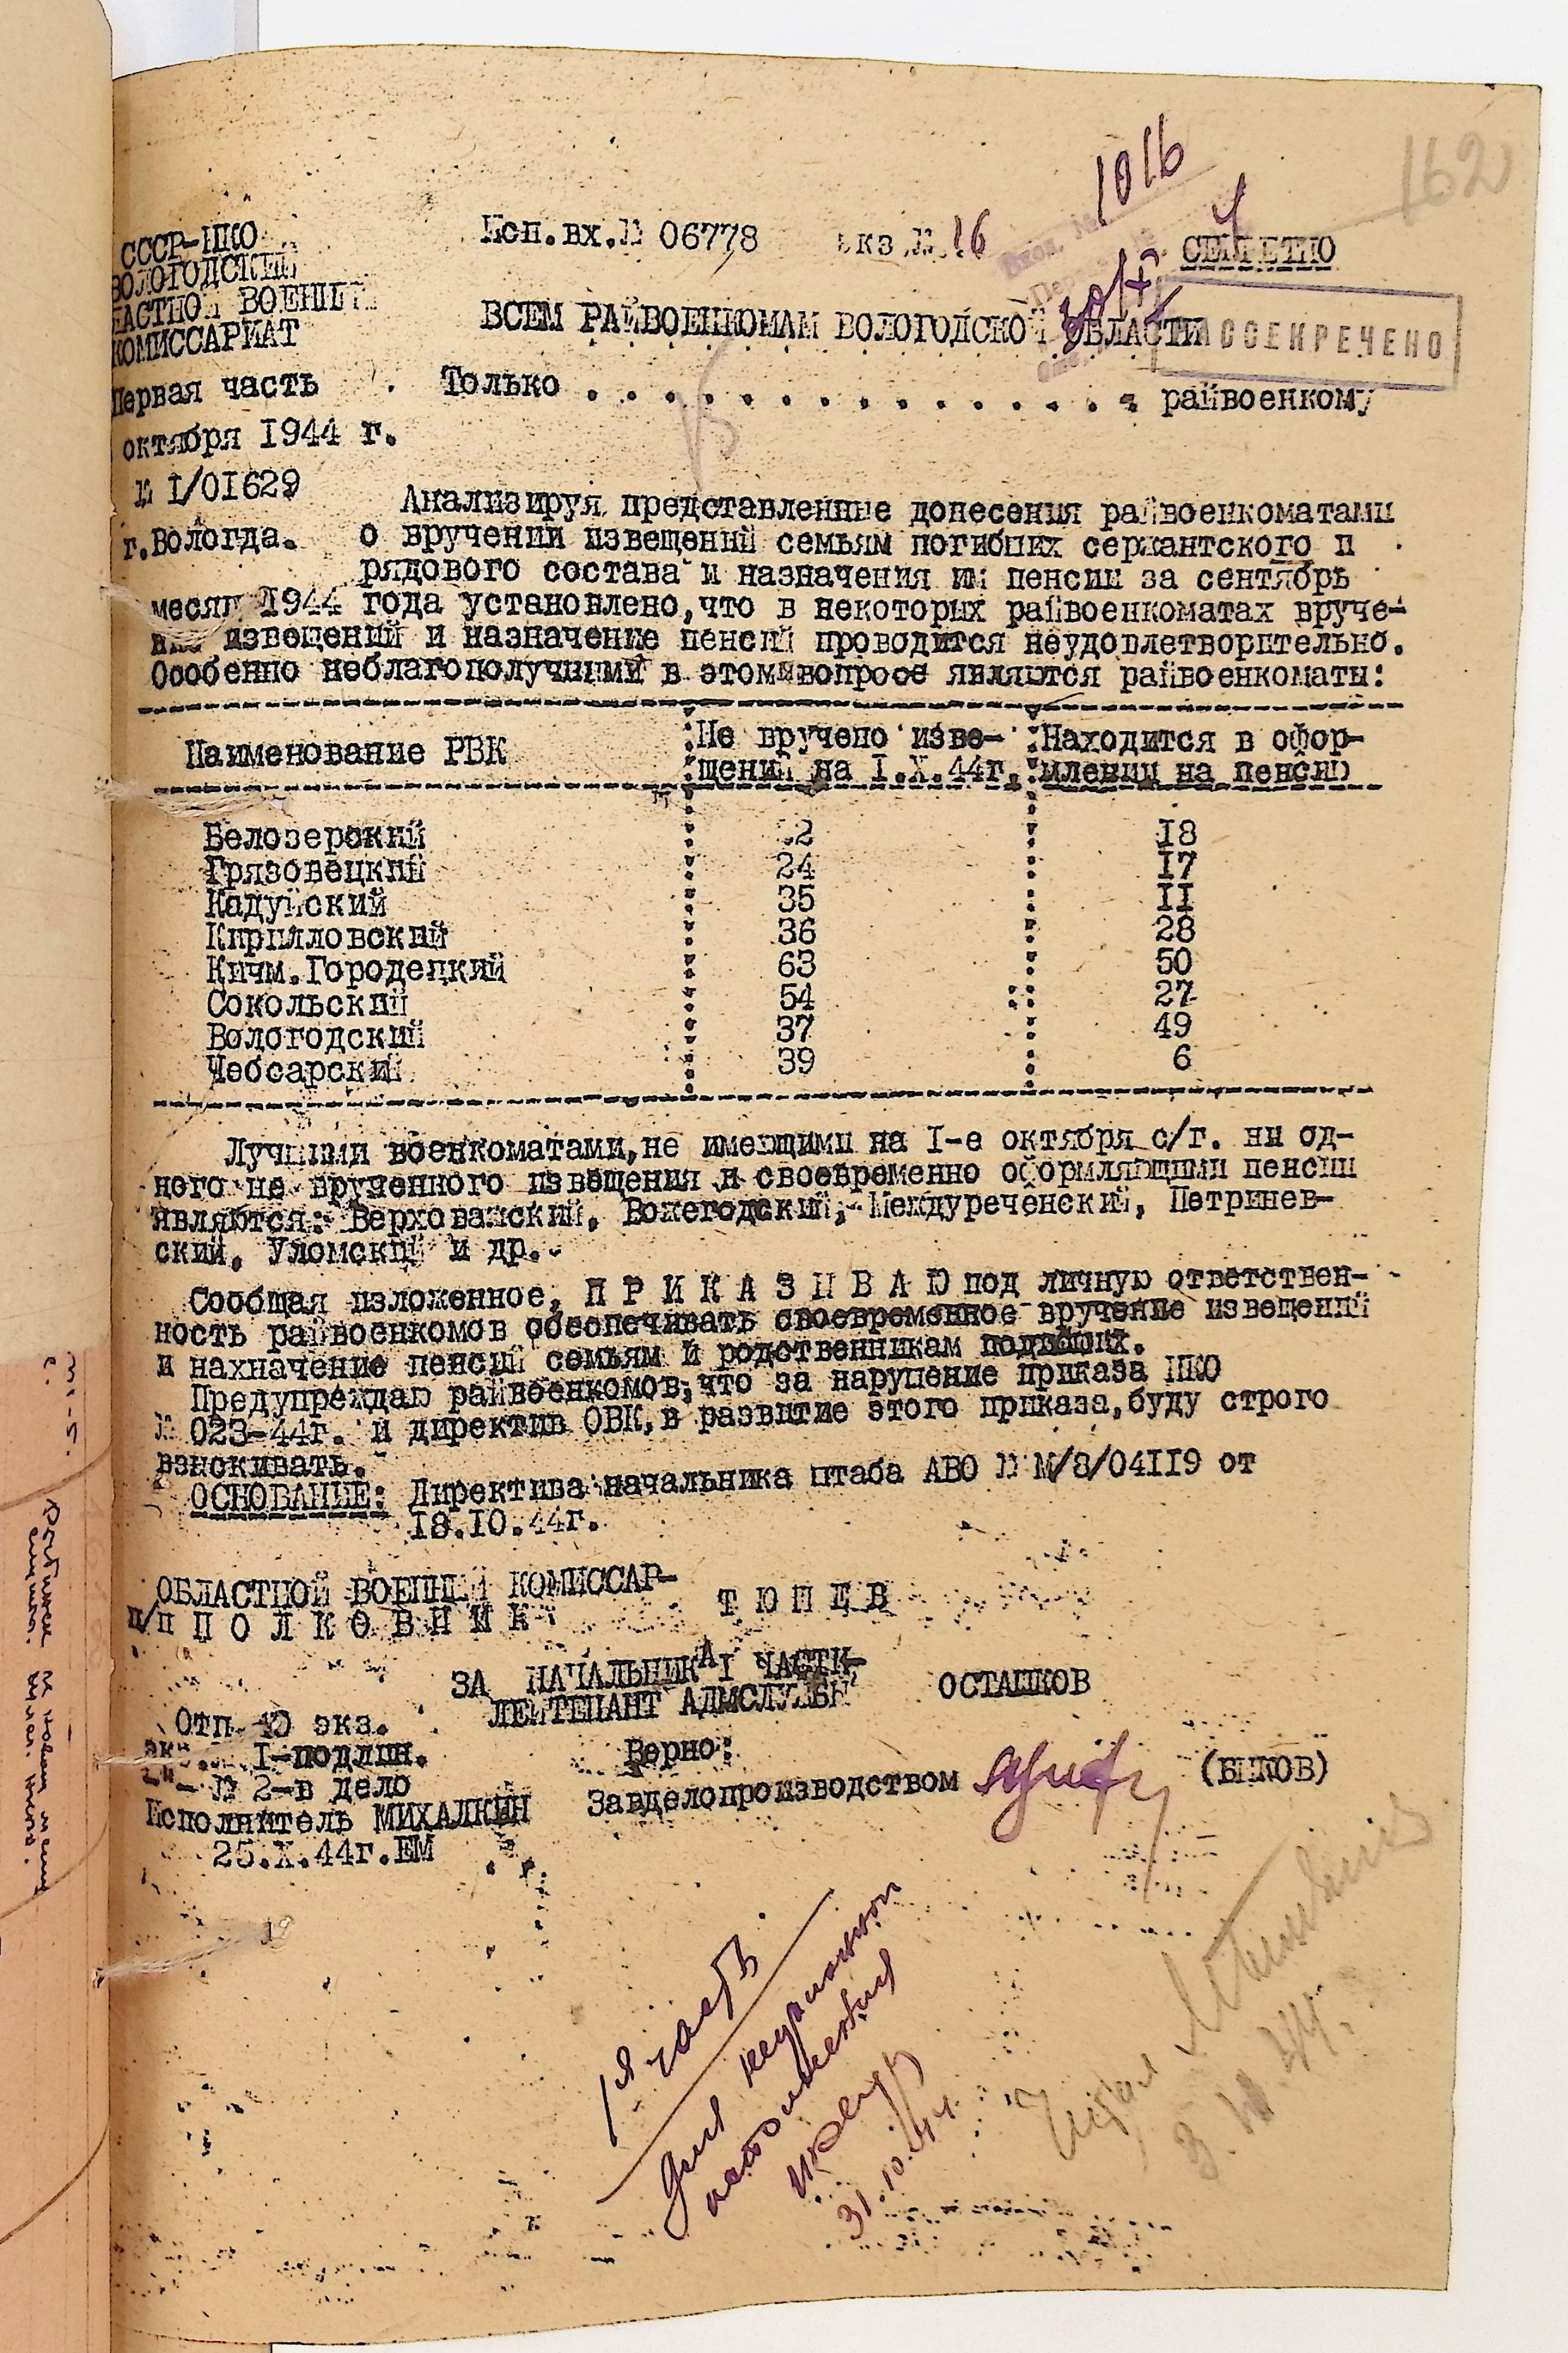 162
1016
СССР-НКО
Исп.вх.№ 06778 экз № 16
СЕКРЕТНО
ВОЛОГОДСКИЙ
ЛАСТНОЙ ВОЕННЫЙ
КОМИССАРИАТ
ВСЕМ РАЙВОЕНКОМАМ ВОЛОГОДСКОЙ ОБЛАСТИ
РАССЕКРЕЧЕНО
Первая часть
Только . . . . . . . . . . . . . . . райвоенкому
октября 1944 г.
№ 1/01629
г.Вологда.
Анализируя представленные донесения райвоенкоматами
о вручении извещений семьям погибших сержантского и
рядового состава и назначения им пенсии за сентябрь
месяц 1944 года установлено,что в некоторых райвоенкоматах вруче-
ние извещений и назначение пенсий проводится неудовлетворительно.
Особенно неблагополучными в этом вопросе являются райвоенкоматы:
Наименование РВК :Не вручено изве- :Находится в офор-
:щений на 1.Х.44г.:млении на пенсию
Белозерский 18
Грязовецкий 24 17
Кадуйский 35 11
Кирилловский 36 28
Кичм.Городецкий 63 50
Сокольский 54 27
Вологодский 37 49
Чебсарский 39 6
Лучшими военкоматами,не имеющими на 1-е октября с/г. ни од-
ного не врученного извещения и своевременно оформляющими пенсии
являются: Верховажский, Вожегодский, Междуреченский, Петринев-
ский, Уломский и др.-
Сообщая изложенное, П Р И К А З Ы В А Ю под личную ответствен-
ность райвоенкомов обеспечивать своевременное вручение извещений
и нахначение пенсий семьям и родственникам погибших.
Предупреждаю райвоенкомов,что за нарушение приказа НКО
№ 023-44г. и директив ОВК,в развитие этого приказа,буду строго
взыскивать.
ОСНОВАНИЕ: Директива начальника штаба АВО № М/8/04119 от
18.10.44г.
ОБЛАСТНОЙ ВОЕННЫЙ КОМИССАР-
п/п П О Л К О В Н И К Т Ю П Е В
ЗА НАЧАЛЬНИКА 1 ЧАСТИ-
ЛЕЙТЕНАНТ АДМСЛУЖБЫ ОСТАШКОВ
Отп 40 экз.
экз. 1-подлин.
-"- № 2-в дело
Исполнитель МИХАЛКИН
25.Х.44г.ЕМ
Верно:
Завделопроизводством (БЫКОВ)
1я часть
Для неуклонного
исполнения
31.10.44